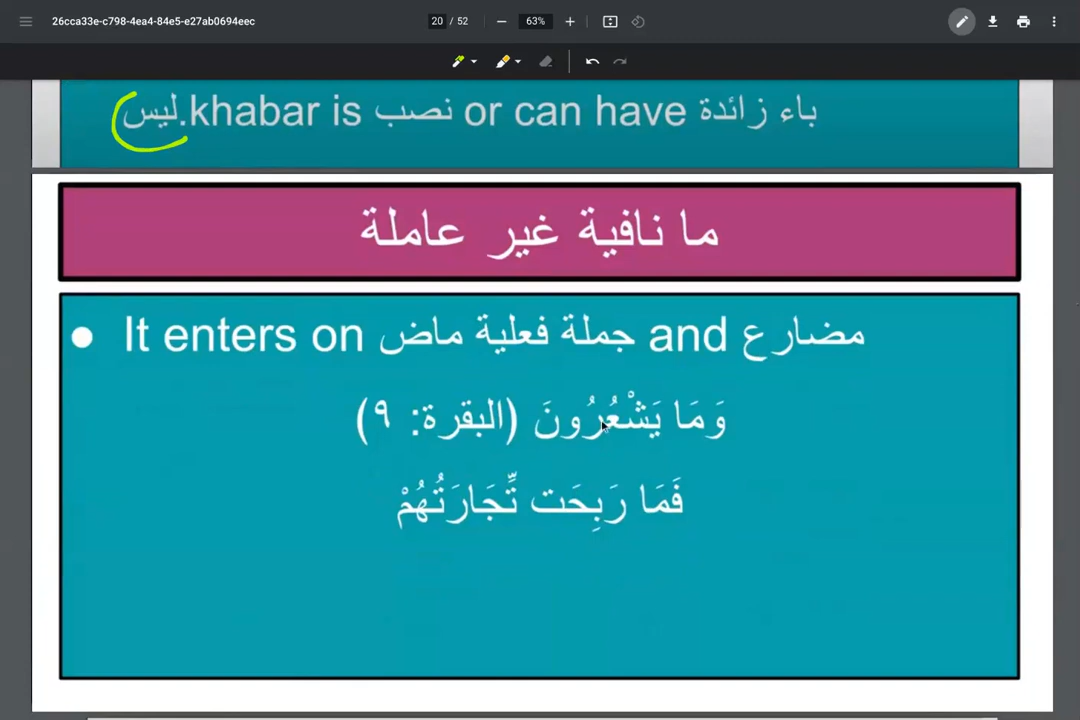 26cca33e-c798-4ea4-84e5-e27ab0694eec
20 / 52
63%
ليس.khabar is نصب or can have باء زائدة
ما نافية غير عاملة
● It enters on جملة فعلية ماض and مضارع
وَمَا يَشْعُرُونَ (البقرة: ٩)
فَمَا رَبِحَت تِّجَارَتُهُمْ